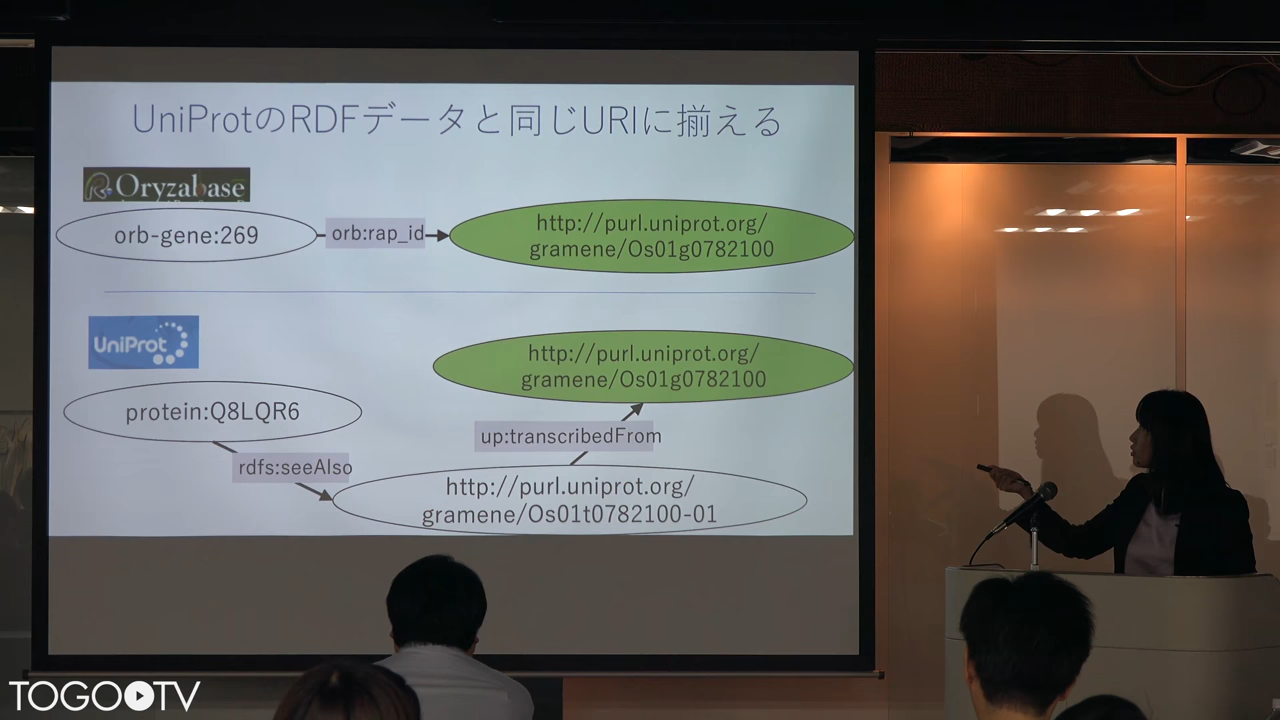 UniProtのRDFデータと同じURIに揃える
Oryzabase
orb-gene:269
orb:rap_id
http://purl.uniprot.org/
gramene/Os01g0782100
UniProt
http://purl.uniprot.org/
gramene/Os01g0782100
protein:Q8LQR6
up:transcribedFrom
rdfs:seeAlso
http://purl.uniprot.org/
gramene/Os01t0782100-01
TOGO TV